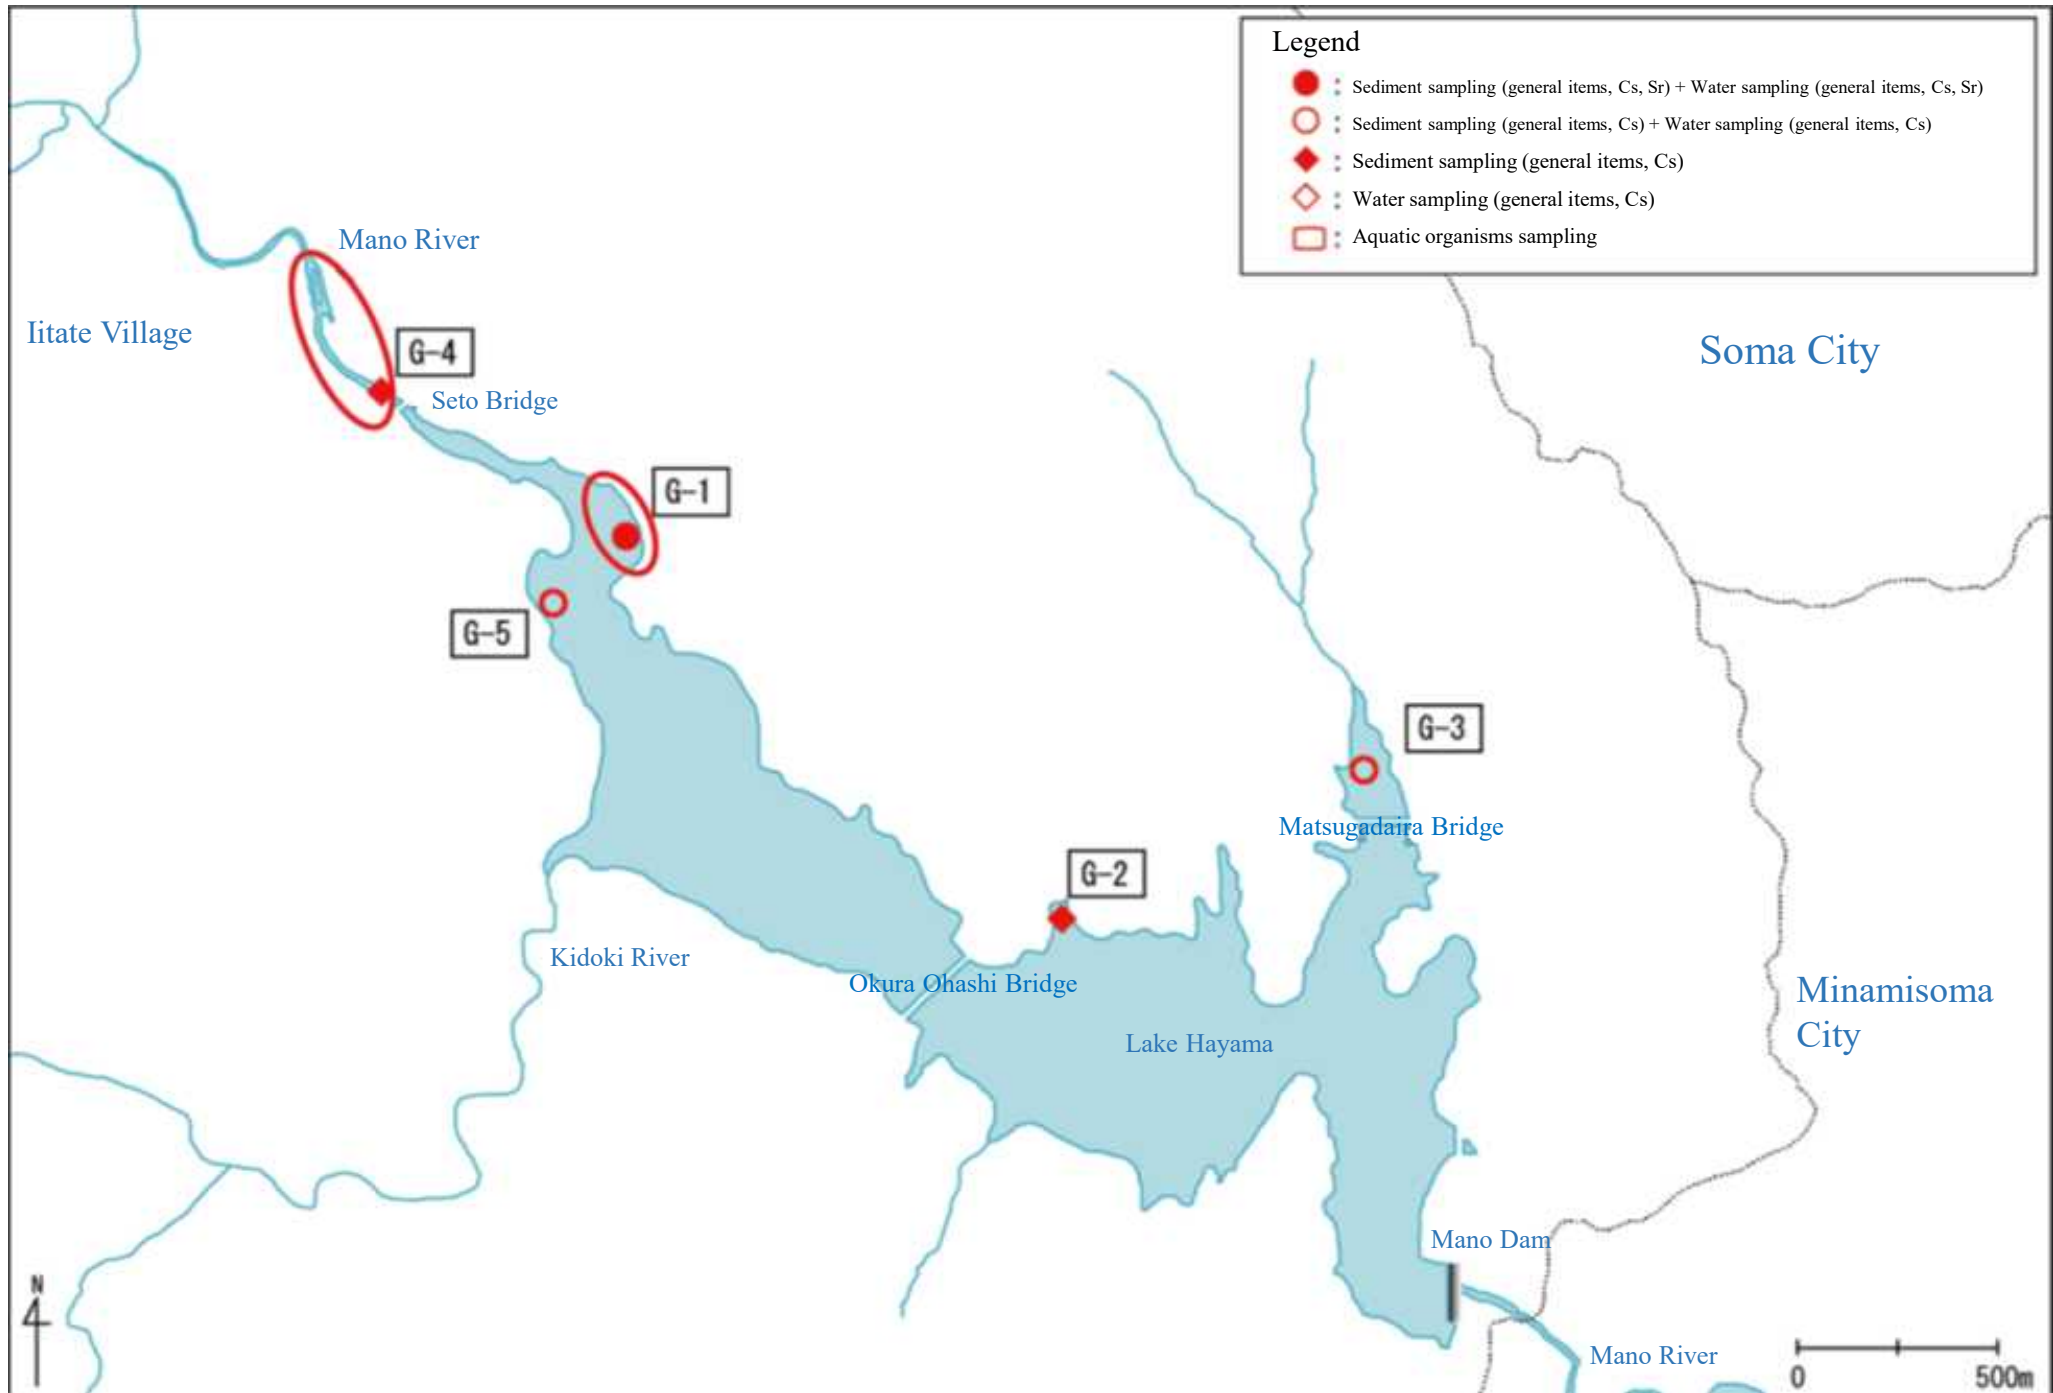 Legend
: Sediment sampling (general items, Cs, Sr) + Water sampling (general items, Cs, Sr)
: Sediment sampling (general items, Cs) + Water sampling (general items, Cs)
: Sediment sampling (general items, Cs)
: Water sampling (general items, Cs)
: Aquatic organisms sampling
Mano River
Iitate Village
G-4
Soma City
Seto Bridge
G-1
G-5
G-3
Matsugadaira Bridge
G-2
Kidoki River
Okura Ohashi Bridge
Minamisoma
City
Lake Hayama
Mano Dam
N
Mano River
0 500m